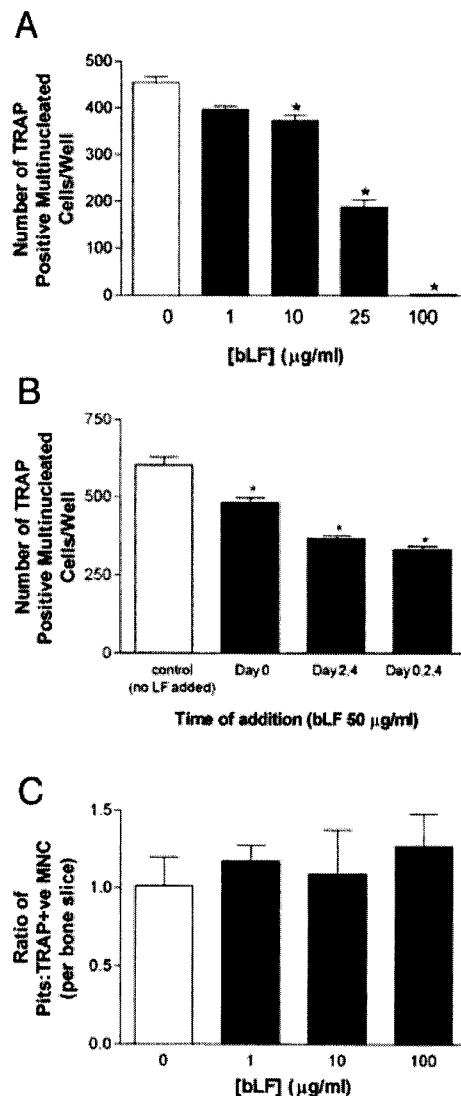 A
Number of TRAP
Positive Multinucleated
Cells/Well
500
400
300
200
100
0
★
★
★
0 1 10 25 100
[bLF] (µg/ml)
B
Number of TRAP
Positive Multinucleated
Cells/Well
750
500
250
0
*
*
*
control
(no LF added)
Day 0
Day 2,4
Day 0,2,4
Time of addition (bLF 50 µg/ml)
C
Ratio of
Pits:TRAP+ve MNC
(per bone slice)
1.5
1.0
0.5
0.0
0 1 10 100
[bLF] (µg/ml)